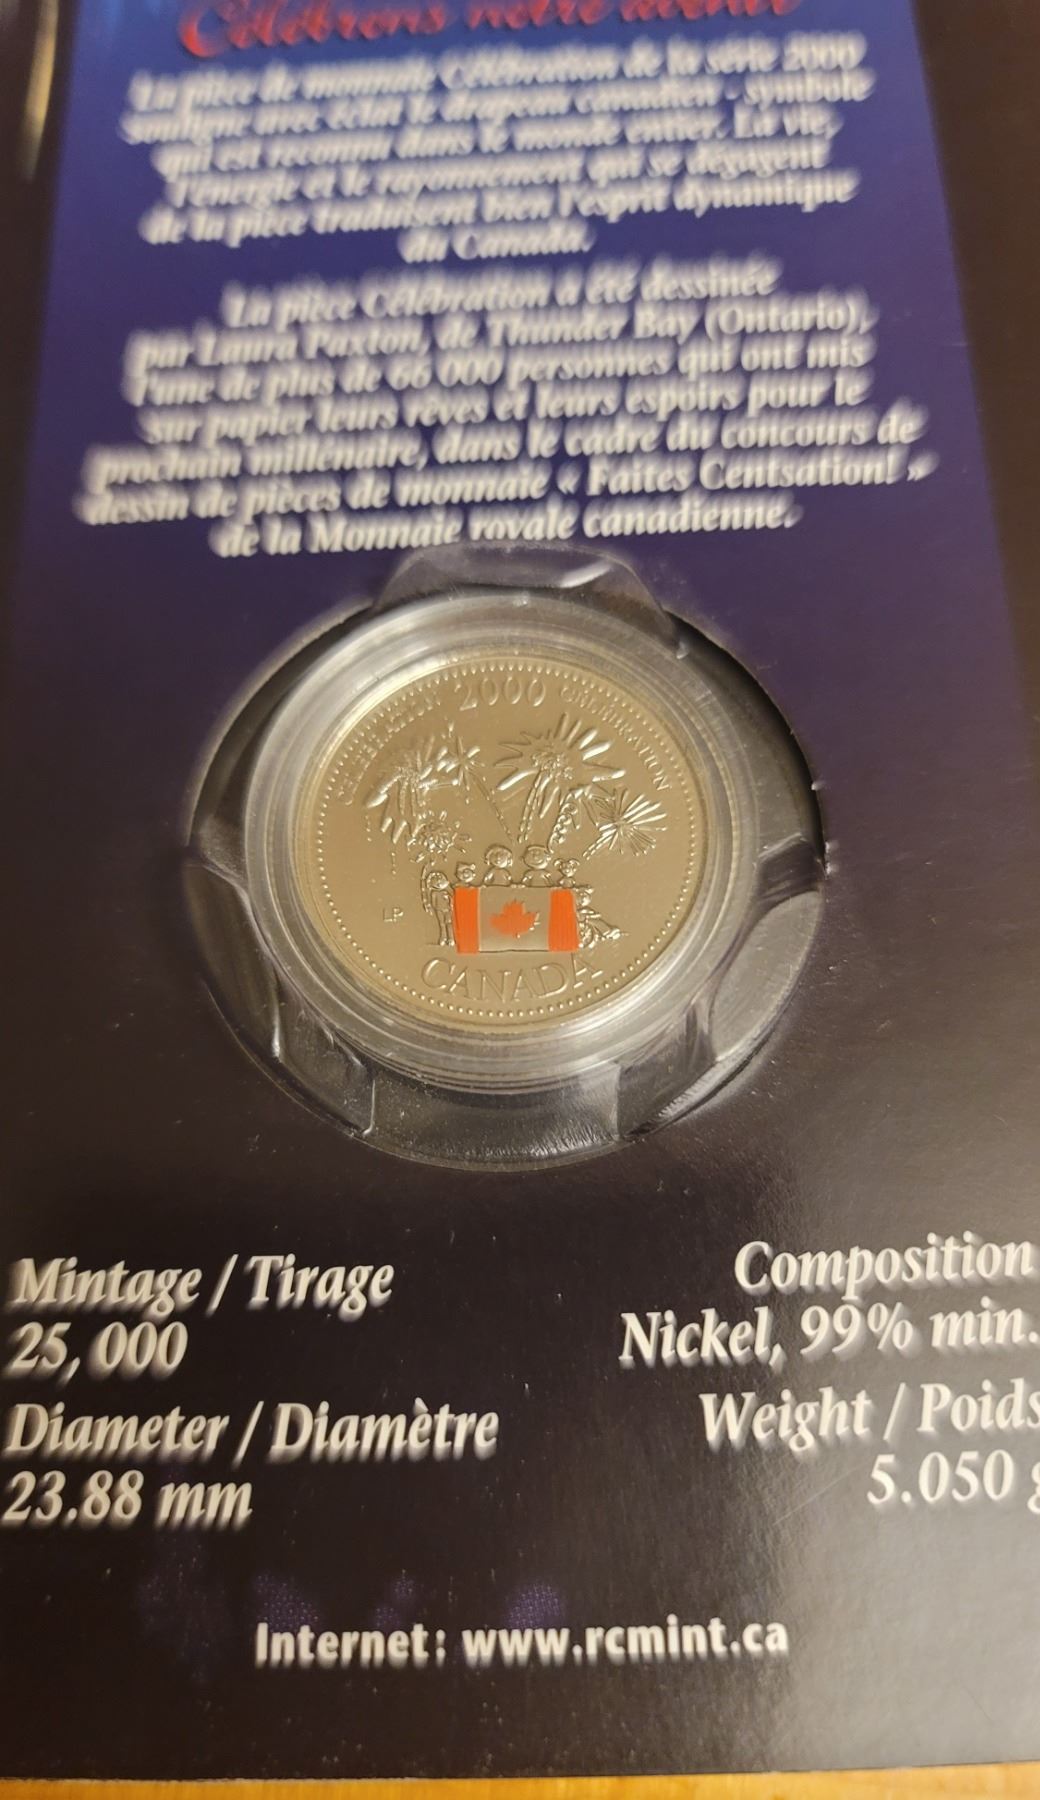 Célébrons notre avenir
La pièce de monnaie Célébration de la série 2000
souligne avec éclat le drapeau canadien - symbole
qui est reconnu dans le monde entier. La vie,
l'énergie et le rayonnement qui se dégagent
de la pièce traduisent bien l'esprit dynamique
du Canada.
La pièce Célébration a été dessinée
par Laura Paxton, de Thunder Bay (Ontario),
l'une de plus de 66 000 personnes qui ont mis
sur papier leurs rêves et leurs espoirs pour le
prochain millénaire, dans le cadre du concours de
dessin de pièces de monnaie « Faites Centsation! »
de la Monnaie royale canadienne.
CELEBRATION 2000 CELEBRATION
LP
CANADA
Mintage / Tirage
25,000
Diameter / Diamètre
23.88 mm
Composition
Nickel, 99% min.
Weight / Poids
5.050 g
Internet: www.rcmint.ca